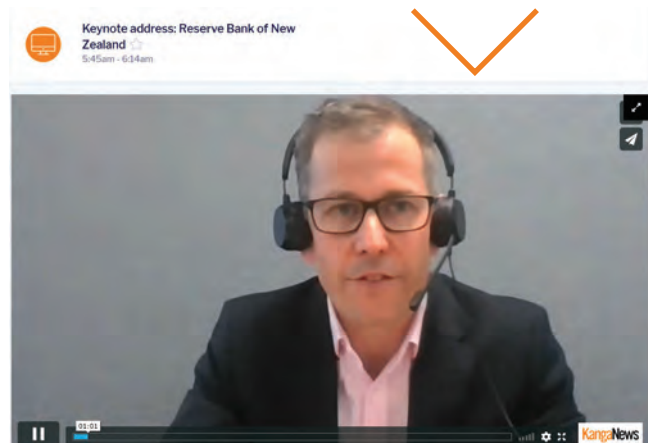 Keynote address: Reserve Bank of New
Zealand
5:45am - 6:14am
01:01
KangaNews